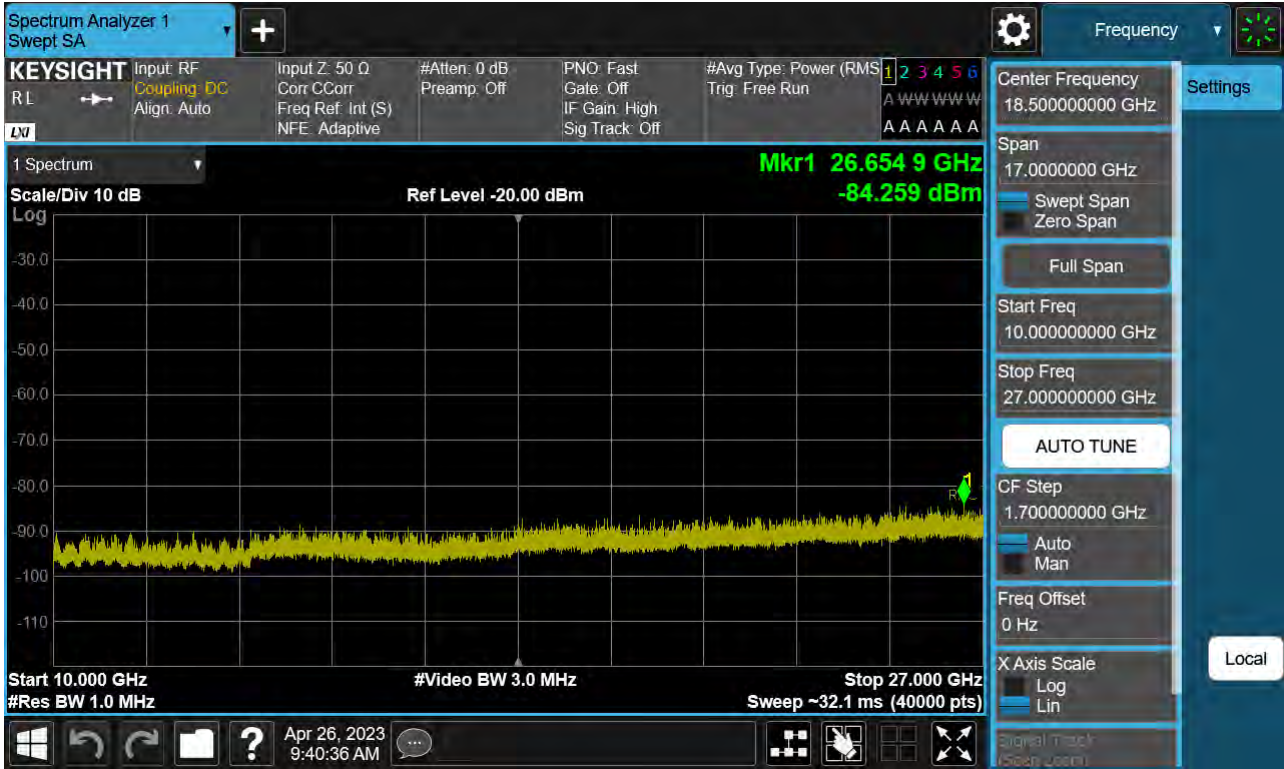 Spectrum Analyzer 1
Swept SA
Frequency
KEYSIGHT
R L
LXI
Input: RF
Coupling: DC
Align: Auto
Input Z: 50 Ω
Corr CCorr
Freq Ref: Int (S)
NFE: Adaptive
#Atten: 0 dB
Preamp: Off
PNO: Fast
Gate: Off
IF Gain: High
Sig Track: Off
#Avg Type: Power (RMS
Trig: Free Run
1 2 3 4 5 6
A W W W W W
A A A A A A
1 Spectrum
Mkr1 26.654 9 GHz
Scale/Div 10 dB
Ref Level -20.00 dBm
-84.259 dBm
Log
-30.0
-40.0
-50.0
-60.0
-70.0
-80.0
-90.0
-100
-110
1
Start 10.000 GHz
#Video BW 3.0 MHz
Stop 27.000 GHz
#Res BW 1.0 MHz
Sweep ~32.1 ms (40000 pts)
?
Apr 26, 2023
9:40:36 AM
Center Frequency
18.500000000 GHz
Settings
Span
17.0000000 GHz
Swept Span
Zero Span
Full Span
Start Freq
10.000000000 GHz
Stop Freq
27.000000000 GHz
AUTO TUNE
CF Step
1.700000000 GHz
Auto
Man
Freq Offset
0 Hz
X Axis Scale
Log
Lin
Local
Signal Track
(Span Zoom)